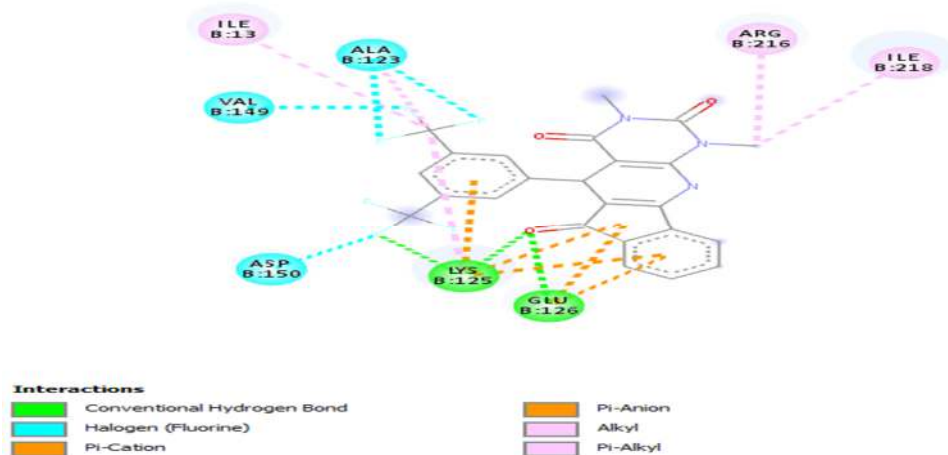 ILE
B:13
ALA
B:123
ARG
B:216
ILE
B:218
VAL
B:149
O
N
O
N
N
O
ASP
B:150
LYS
B:125
GLU
B:126
Interactions
Conventional Hydrogen Bond
Halogen (Fluorine)
Pi-Cation
Pi-Anion
Alkyl
Pi-Alkyl